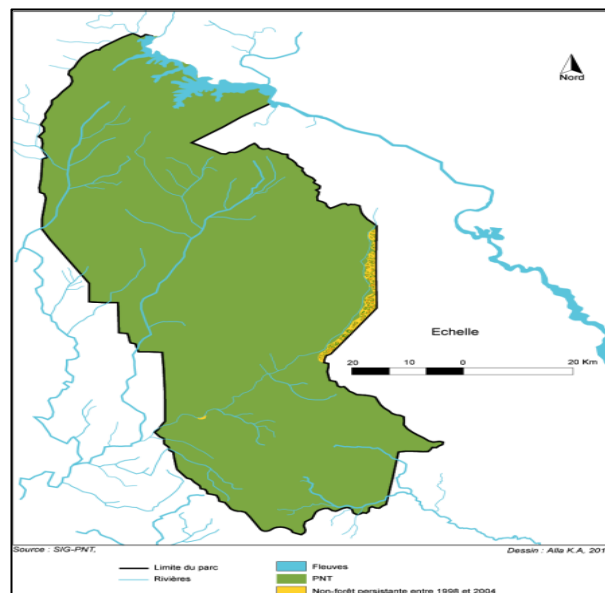 Nord
Echelle
20 10 0 20 Km
Source : SIG-PNT,
Dessin : Alla K.A, 201
Limite du parc
Rivières
Fleuves
PNT
Non-forêt persistante entre 1998 et 2004